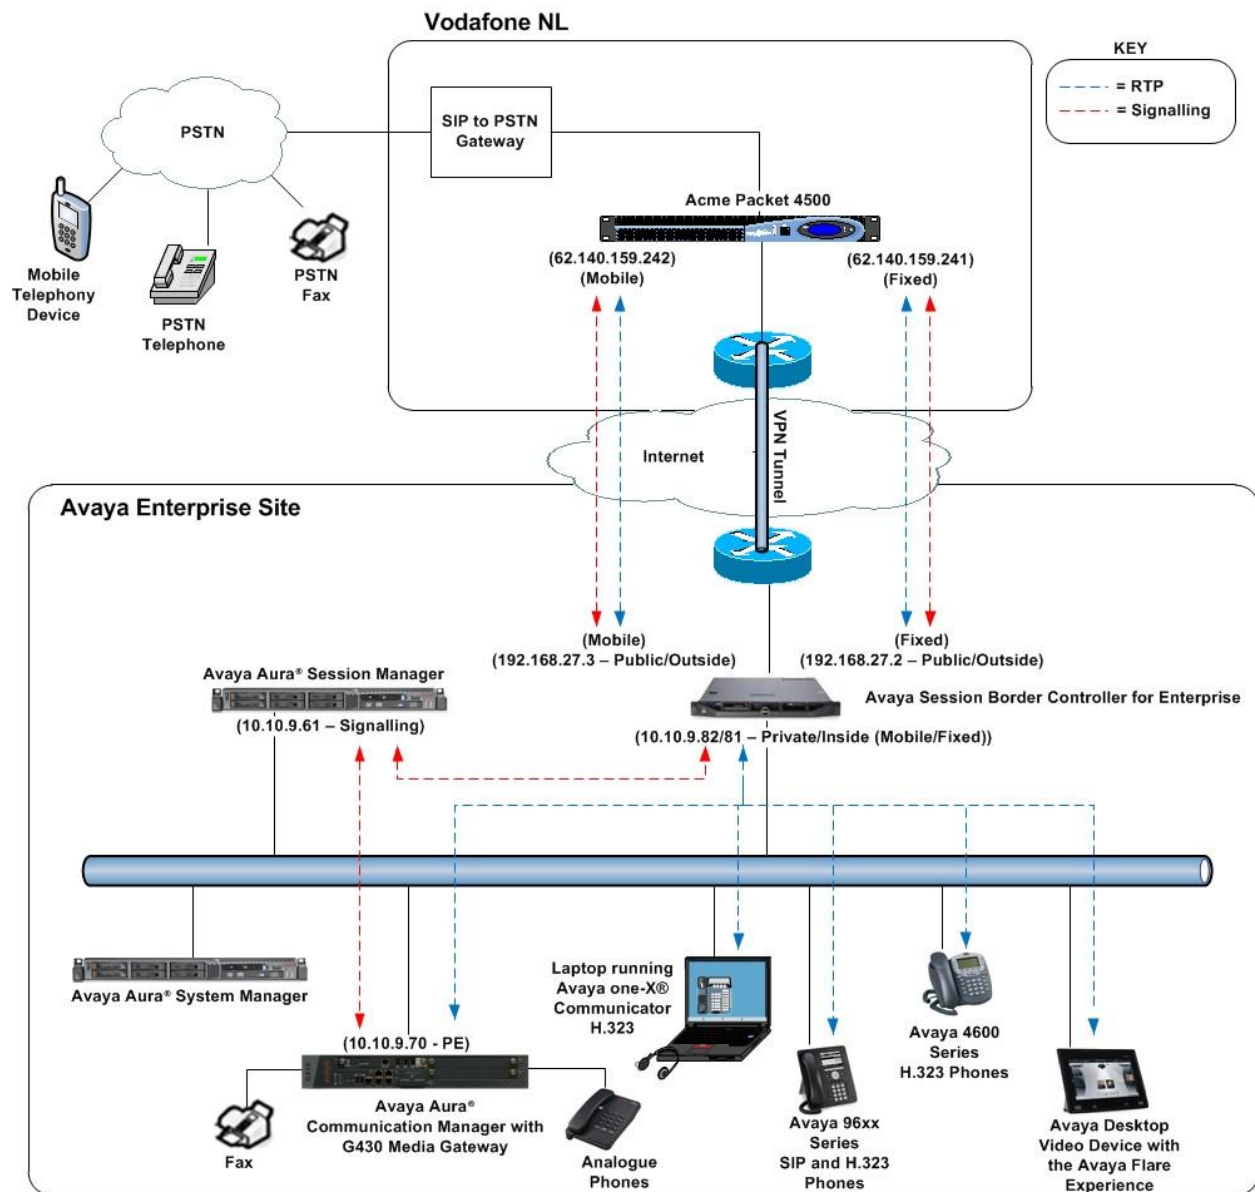 Vodafone NL
KEY
= RTP
= Signalling
SIP to PSTN
Gateway
PSTN
Acme Packet 4500
(62.140.159.242)
(Mobile)
(62.140.159.241)
(Fixed)
Mobile
Telephony
Device
PSTN
Telephone
PSTN
Fax
Internet
VPN Tunnel
Avaya Enterprise Site
(Mobile)
(192.168.27.3 – Public/Outside)
(Fixed)
(192.168.27.2 – Public/Outside)
Avaya Aura® Session Manager
(10.10.9.61 – Signalling)
Avaya Session Border Controller for Enterprise
(10.10.9.82/81 – Private/Inside (Mobile/Fixed))
Avaya Aura® System Manager
(10.10.9.70 - PE)
Fax
Avaya Aura®
Communication Manager with
G430 Media Gateway
Analogue
Phones
Laptop running
Avaya one-X®
Communicator
H.323
Avaya 96xx
Series
SIP and H.323
Phones
Avaya 4600
Series
H.323 Phones
Avaya Desktop
Video Device with
the Avaya Flare
Experience